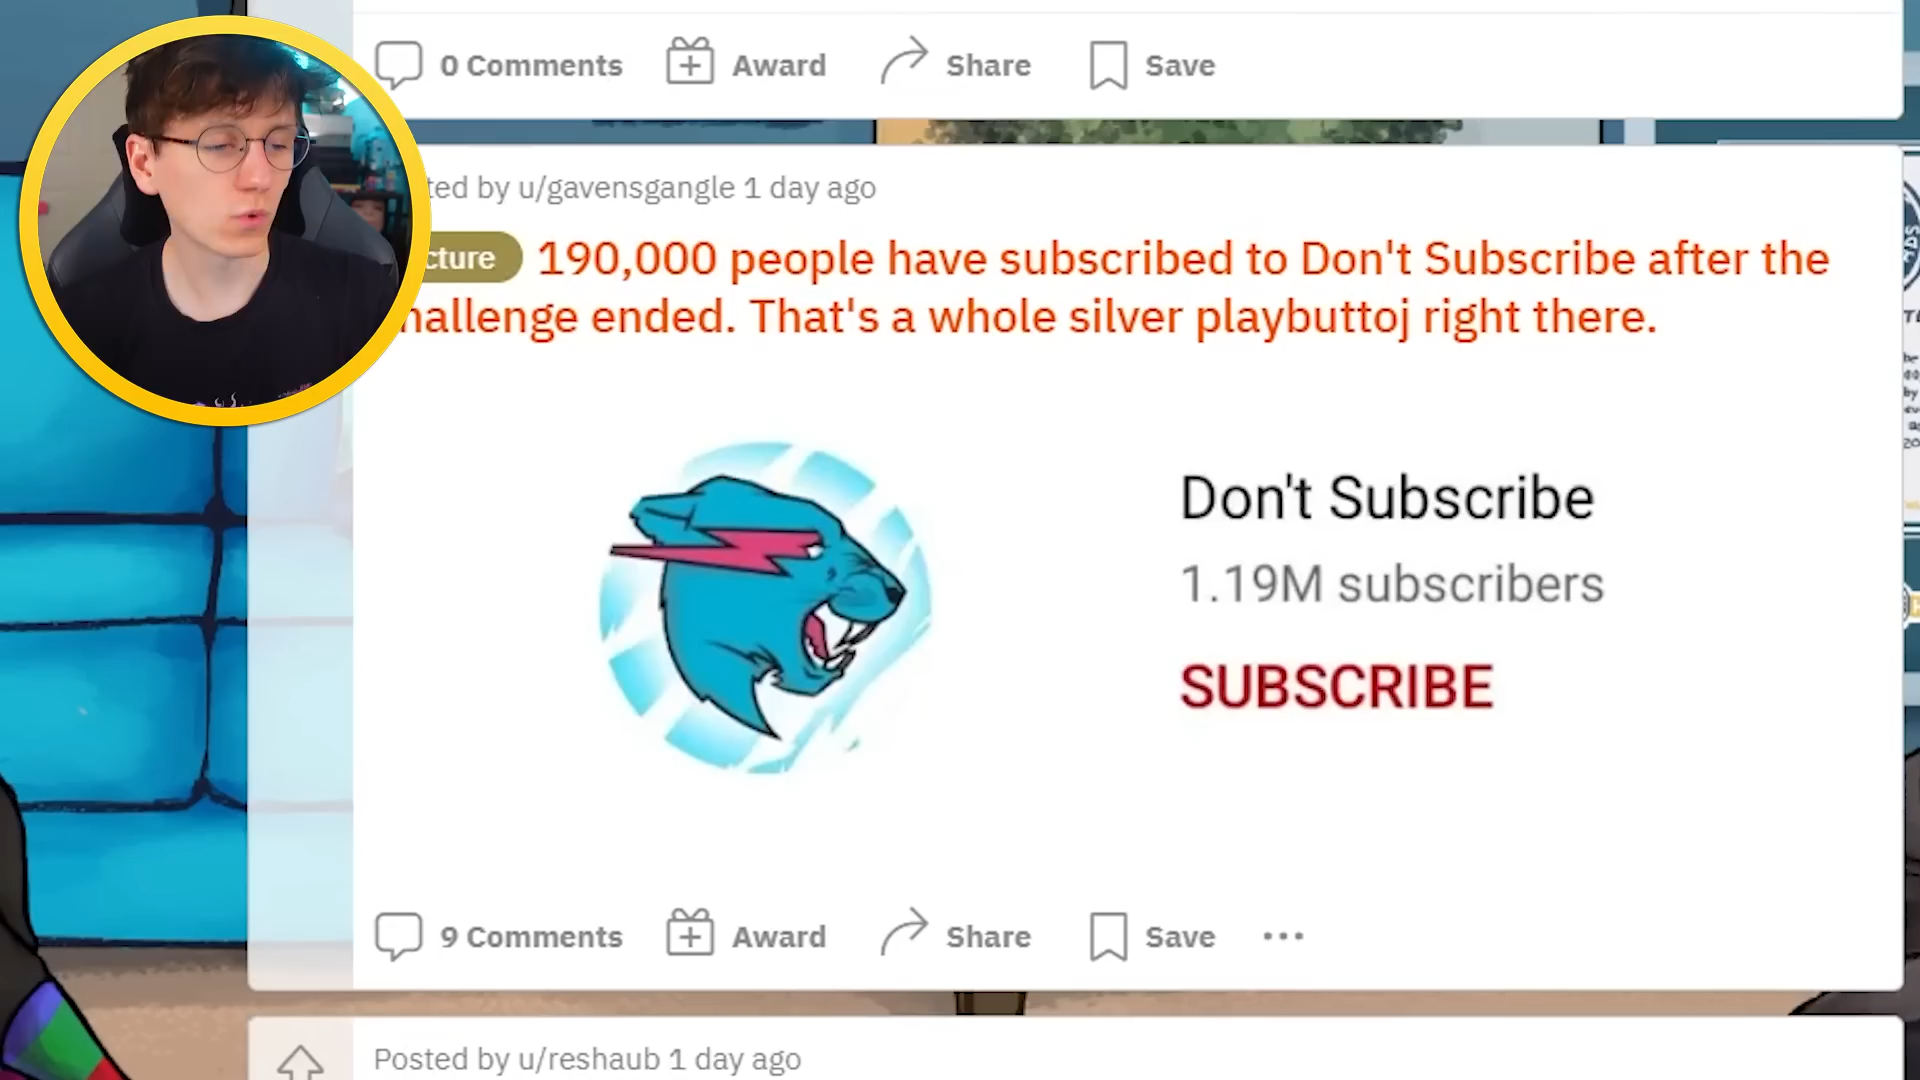 0 Comments Award Share Save
ted by u/gavensgangle 1 day ago
cture 190,000 people have subscribed to Don't Subscribe after the
hallenge ended. That's a whole silver playbuttoj right there.
Don't Subscribe
1.19M subscribers
SUBSCRIBE
9 Comments Award Share Save
Posted by u/reshaub 1 day ago